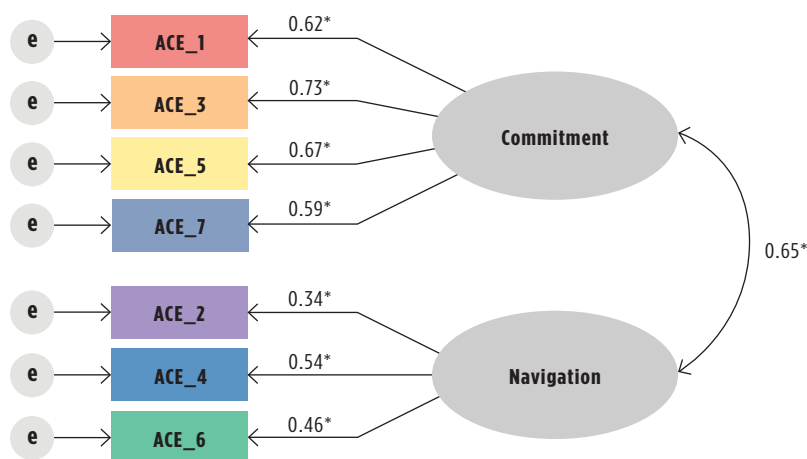 e ACE_1 0.62*
e ACE_3 0.73*
Commitment
e ACE_5 0.67*
e ACE_7 0.59*
0.65*
e ACE_2 0.34*
e ACE_4 0.54*
Navigation
e ACE_6 0.46*